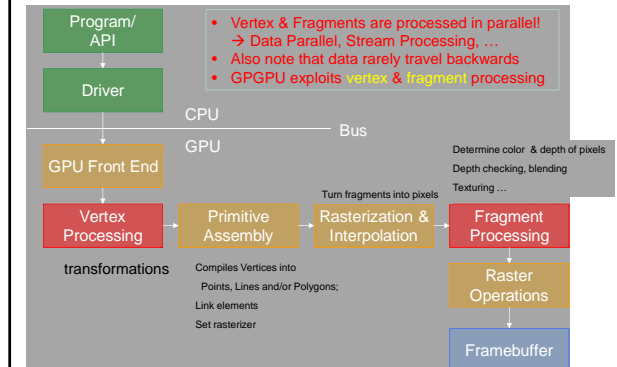 Program/
API
• Vertex & Fragments are processed in parallel!
→ Data Parallel, Stream Processing, …
• Also note that data rarely travel backwards
• GPGPU exploits vertex & fragment processing
Driver
CPU
Bus
GPU
GPU Front End
Determine color & depth of pixels
Depth checking, blending
Texturing …
Turn fragments into pixels
Vertex
Processing
Primitive
Assembly
Rasterization &
Interpolation
Fragment
Processing
transformations
Compiles Vertices into
Points, Lines and/or Polygons;
Link elements
Set rasterizer
Raster
Operations
Framebuffer